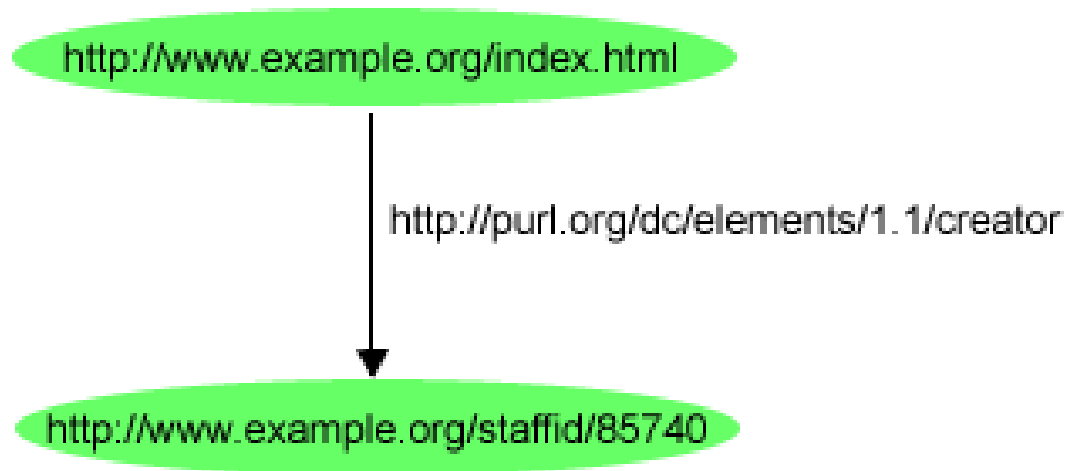 http://www.example.org/index.html
http://purl.org/dc/elements/1.1/creator
http://www.example.org/staffid/85740